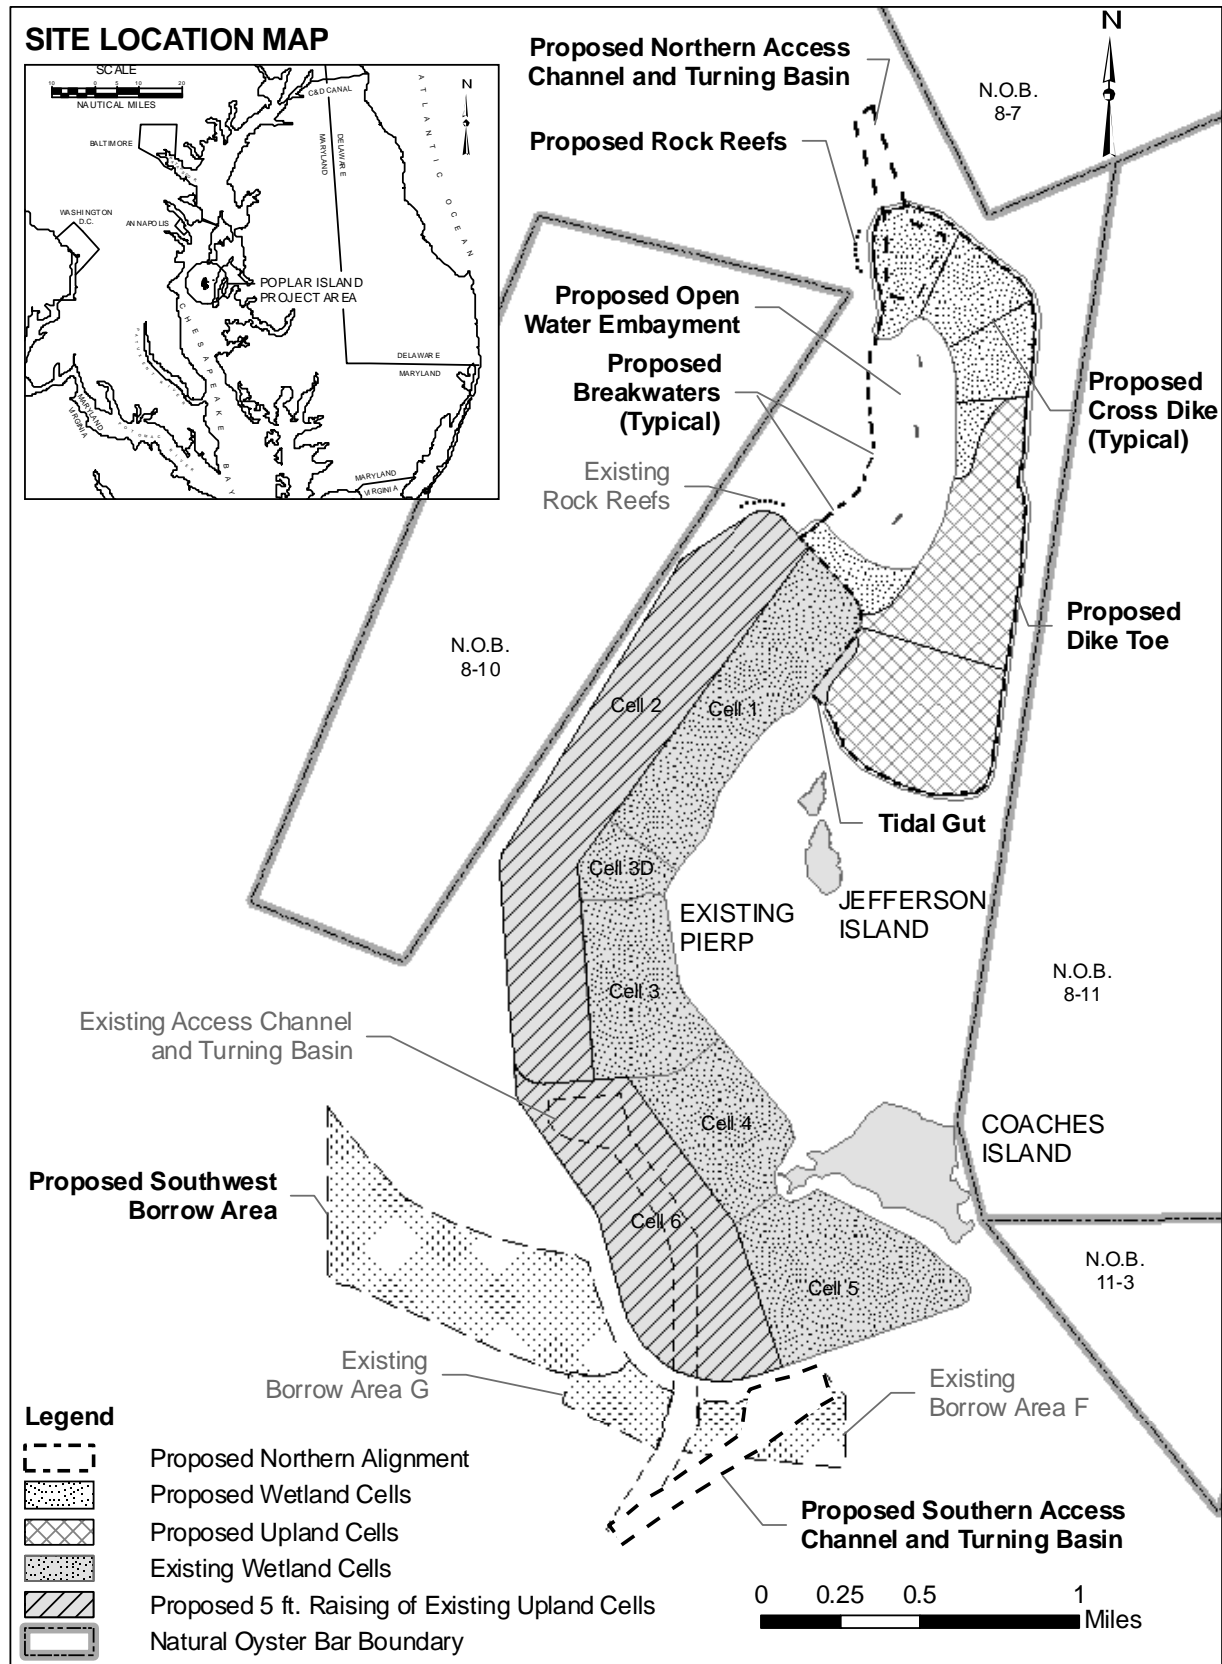 SITE LOCATION MAP
SCALE
10 5 0 5 10 20
NAUTICAL MILES
N
C&D CANAL
BALTIMORE
MARYLAND
DELAWARE
ATLANTIC OCEAN
WASHINGTON
D.C.
ANNAPOLIS
POPLAR ISLAND
PROJECT AREA
CHESAPEAKE BAY
DELAWARE
MARYLAND
MARYLAND
VIRGINIA
MARYLAND
VIRGINIA
Proposed Northern Access
Channel and Turning Basin
N
N.O.B.
8-7
Proposed Rock Reefs
Proposed Open
Water Embayment
Proposed
Breakwaters
(Typical)
Proposed
Cross Dike
(Typical)
Existing
Rock Reefs
Proposed
Dike Toe
N.O.B.
8-10
Cell 2
Cell 1
Tidal Gut
Cell 3D
EXISTING
PIERP
JEFFERSON
ISLAND
N.O.B.
8-11
Cell 3
Existing Access Channel
and Turning Basin
Cell 4
COACHES
ISLAND
Proposed Southwest
Borrow Area
Cell 6
N.O.B.
11-3
Cell 5
Existing
Borrow Area G
Existing
Borrow Area F
Legend
Proposed Northern Alignment
Proposed Wetland Cells
Proposed Upland Cells
Existing Wetland Cells
Proposed 5 ft. Raising of Existing Upland Cells
Natural Oyster Bar Boundary
Proposed Southern Access
Channel and Turning Basin
0 0.25 0.5 1
Miles